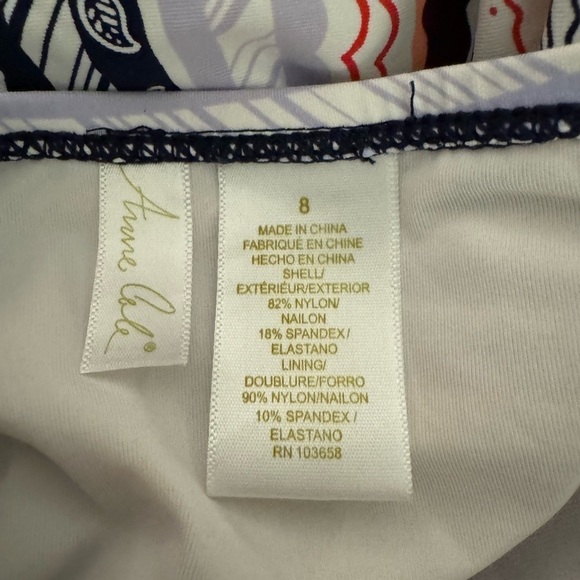 Anne Cole®
8
MADE IN CHINA
FABRIQUÉ EN CHINE
HECHO EN CHINA
SHELL/
EXTÉRIEUR/EXTERIOR
82% NYLON/
NAILON
18% SPANDEX/
ELASTANO
LINING/
DOUBLURE/FORRO
90% NYLON/NAILON
10% SPANDEX/
ELASTANO
RN 103658